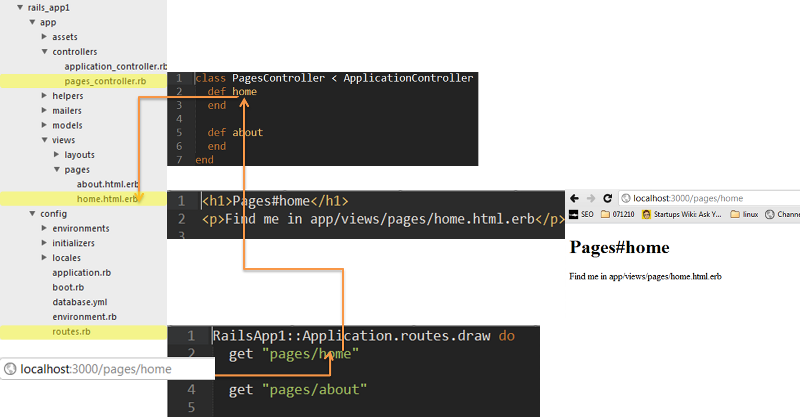 rails_app1
app
assets
controllers
application_controller.rb
pages_controller.rb
helpers
mailers
models
views
layouts
pages
about.html.erb
home.html.erb
config
environments
initializers
locales
application.rb
boot.rb
database.yml
environment.rb
routes.rb
1 class PagesController < ApplicationController
2 def home
3 end
4
5 def about
6 end
7 end
1 <h1>Pages#home</h1>
2 <p>Find me in app/views/pages/home.html.erb</p>
3
localhost:3000/pages/home
SEO 071210 Startups Wiki: Ask Y... linux Channe
Pages#home
Find me in app/views/pages/home.html.erb
1 RailsApp1::Application.routes.draw do
2 get "pages/home"
localhost:3000/pages/home
4 get "pages/about"
5